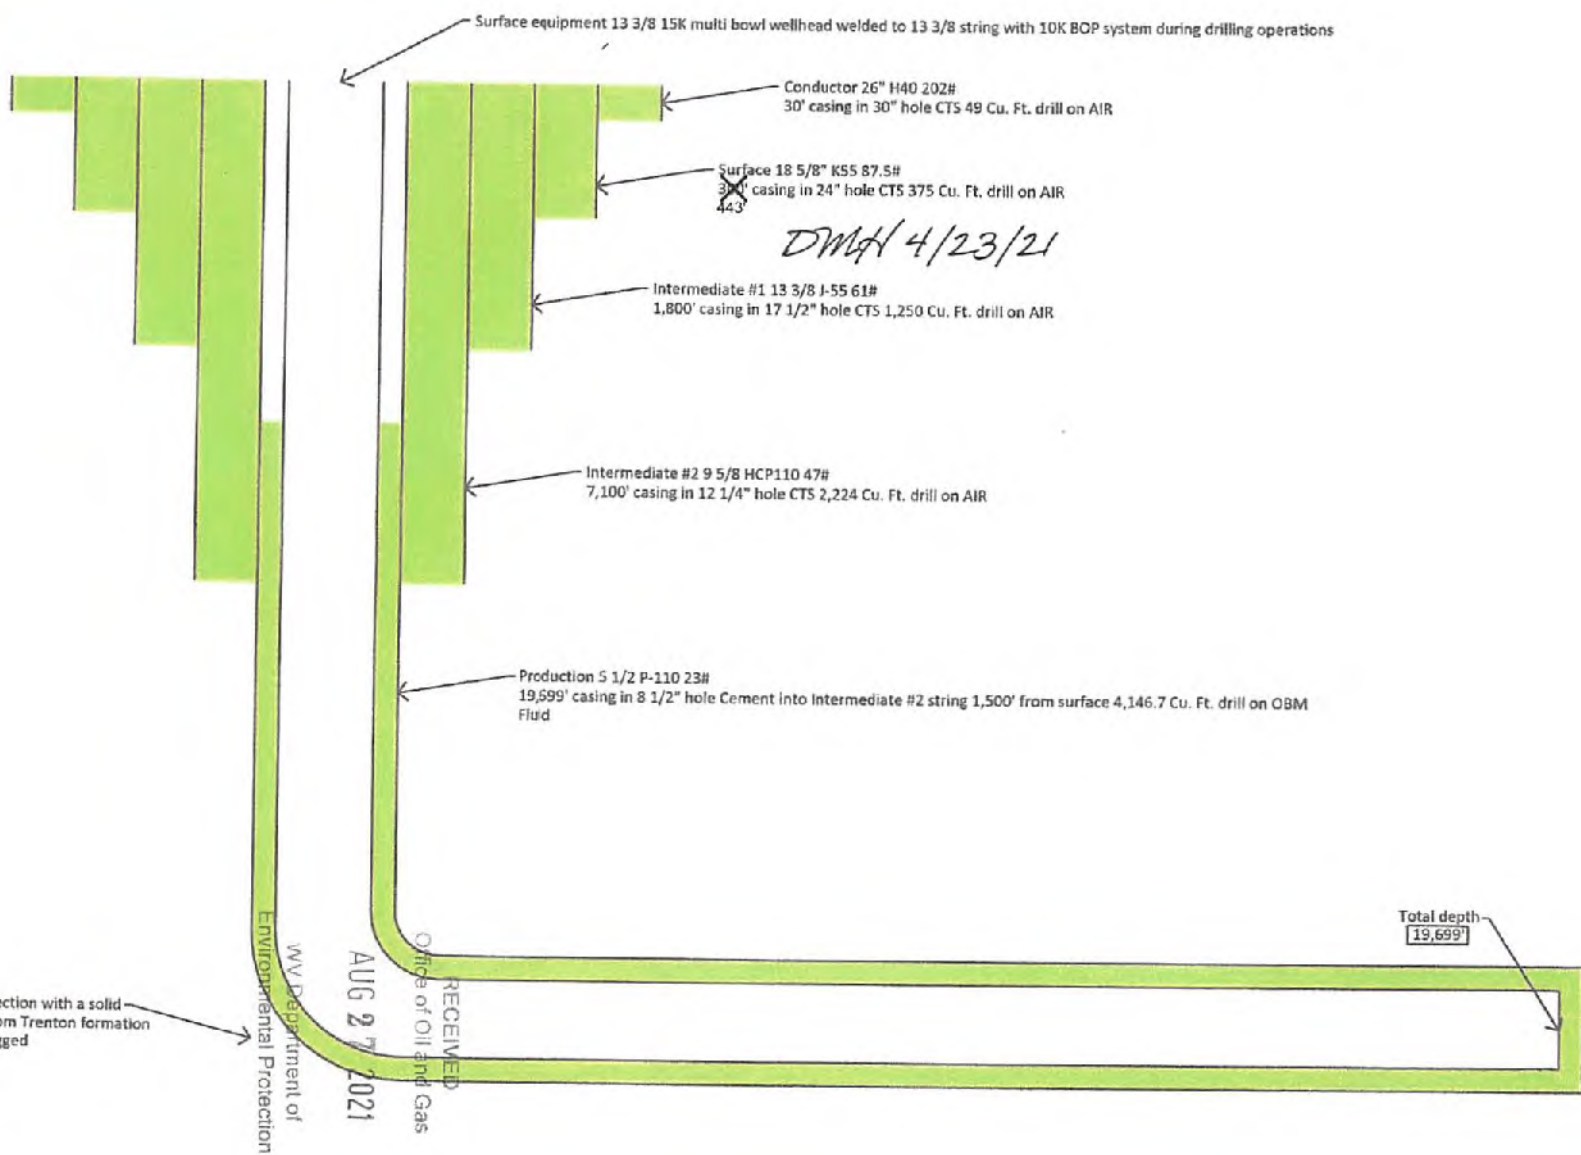 Surface equipment 13 3/8 15K multi bowl wellhead welded to 13 3/8 string with 10K BOP system during drilling operations
Conductor 26" H40 202#
30' casing in 30" hole CTS 49 Cu. Ft. drill on AIR
Surface 18 5/8" K55 87.5#
' casing in 24" hole CTS 375 Cu. Ft. drill on AIR
443'
DMH 4/23/21
Intermediate #1 13 3/8 J-55 61#
1,800' casing in 17 1/2" hole CTS 1,250 Cu. Ft. drill on AIR
Intermediate #2 9 5/8 HCP110 47#
7,100' casing in 12 1/4" hole CTS 2,224 Cu. Ft. drill on AIR
Production 5 1/2 P-110 23#
19,699' casing in 8 1/2" hole Cement into Intermediate #2 string 1,500' from surface 4,146.7 Cu. Ft. drill on OBM
Fluid
Total depth
19,699'
ection with a solid
om Trenton formation
gged
RECEIVED
Office of Oil and Gas
AUG 27 2021
WV Department of
Environmental Protection